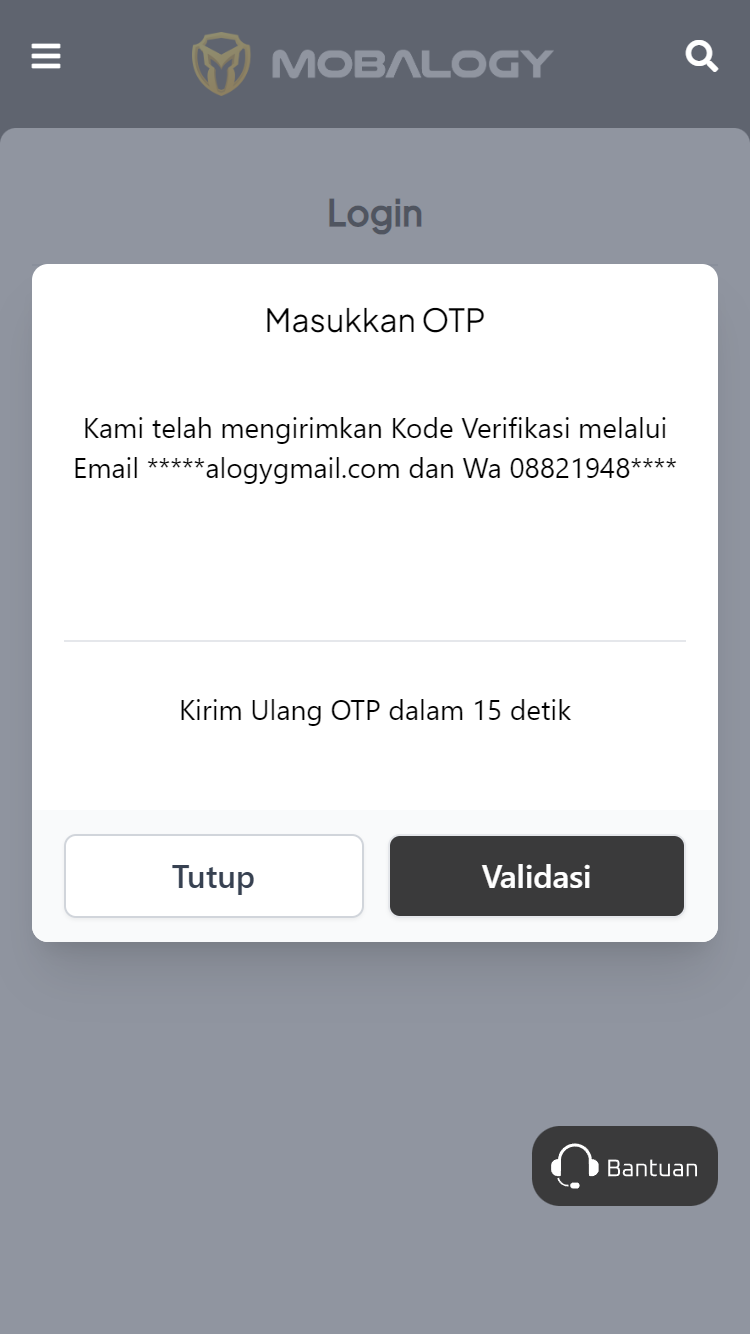 MOBALOGY
Login
Masukkan OTP
Kami telah mengirimkan Kode Verifikasi melalui
Email *****alogygmail.com dan Wa 08821948****
Kirim Ulang OTP dalam 15 detik
Tutup
Validasi
Bantuan